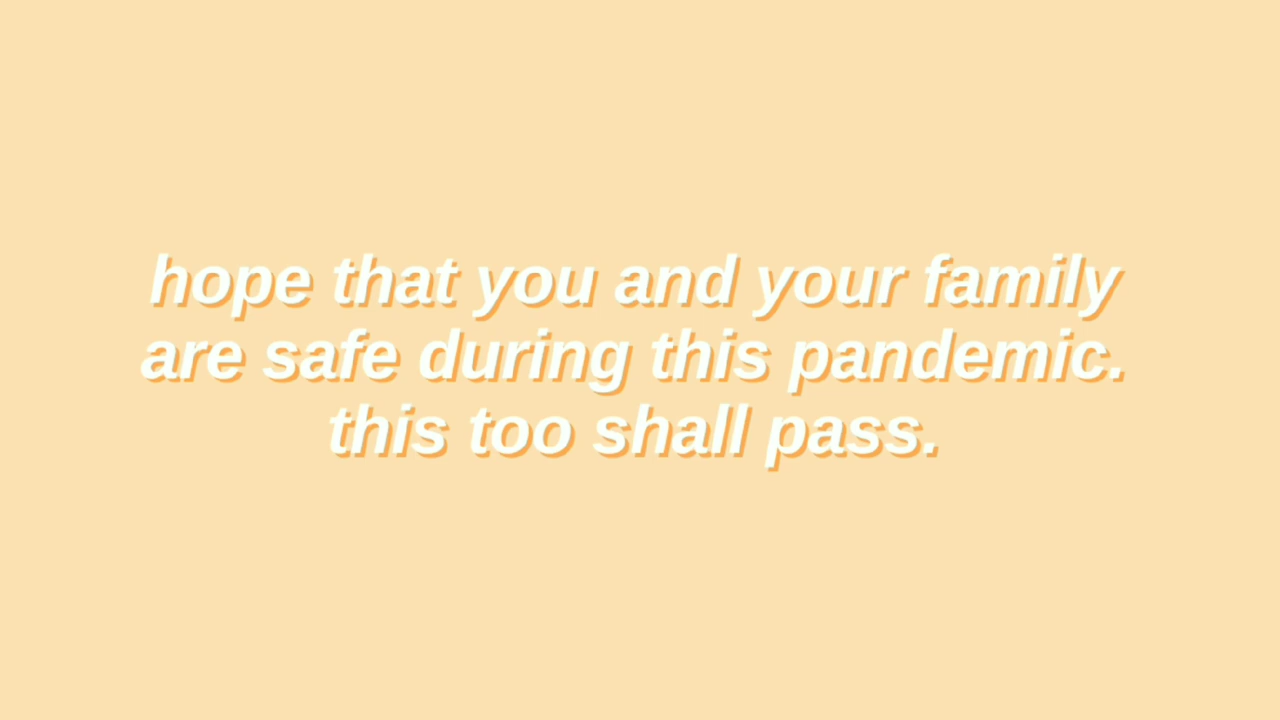 hope that you and your family
are safe during this pandemic.
this too shall pass.